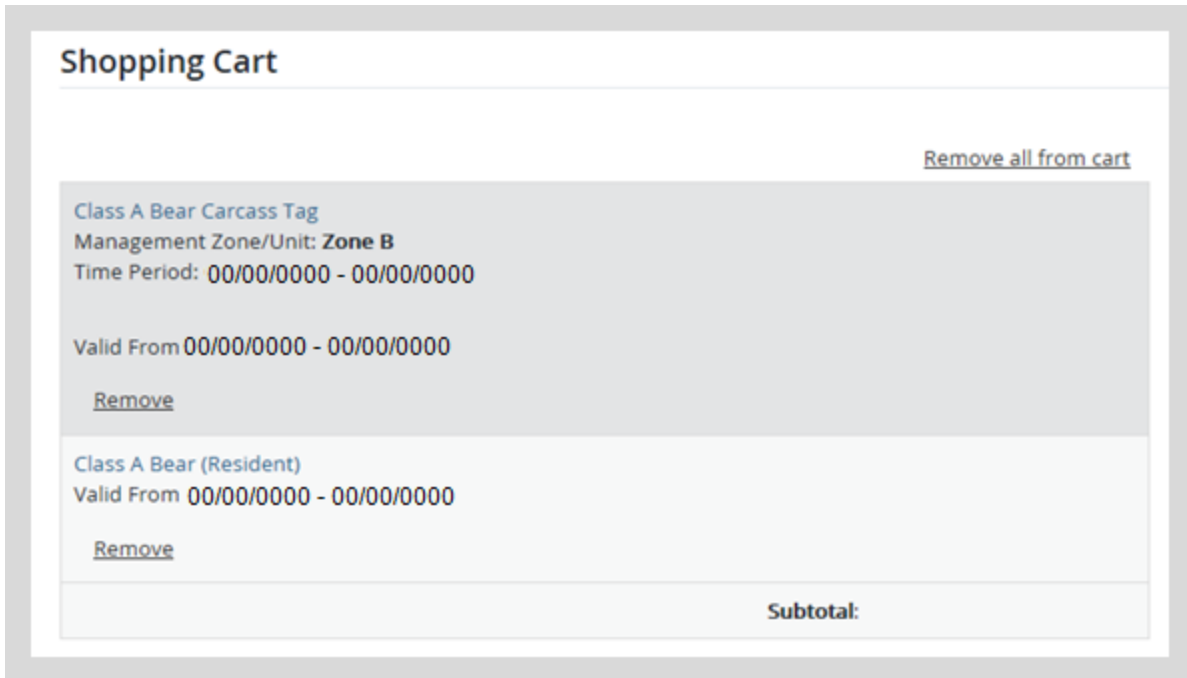 Shopping Cart
Remove all from cart
Class A Bear Carcass Tag
Management Zone/Unit: Zone B
Time Period: 00/00/0000 - 00/00/0000
Valid From 00/00/0000 - 00/00/0000
Remove
Class A Bear (Resident)
Valid From 00/00/0000 - 00/00/0000
Remove
Subtotal: